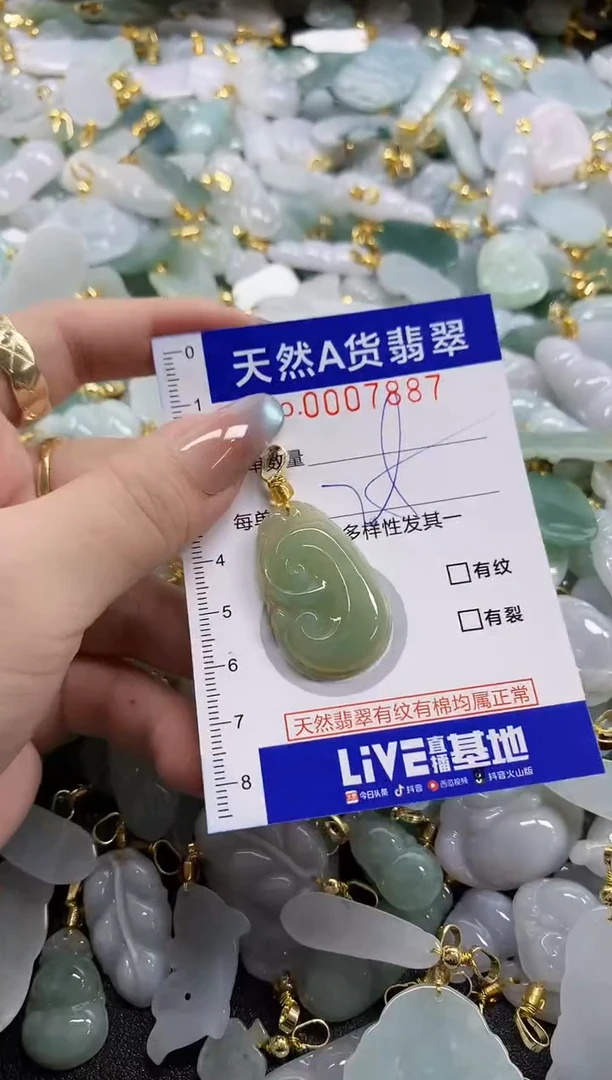 天然A货翡翠
o.0007887
单数量
每单 多样性发其一
有纹
有裂
天然翡翠有纹有棉均属正常
LiVE直播基地
今日头条 抖音 西瓜视频 抖音火山版
0
1
4
5
6
7
8